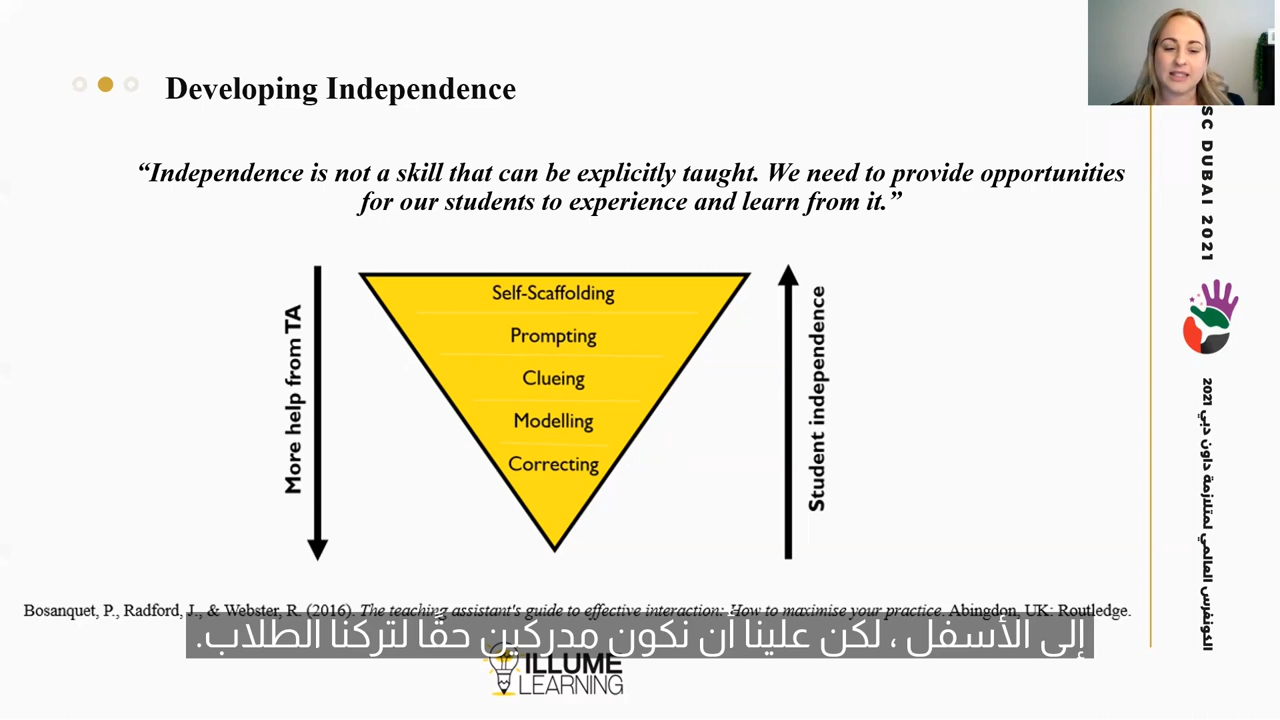 Developing Independence
“Independence is not a skill that can be explicitly taught. We need to provide opportunities
for our students to experience and learn from it.”
More help from TA
Self-Scaffolding
Prompting
Clueing
Modelling
Correcting
Student independence
Bosanquet, P., Radford, J., & Webster, R. (2016). The teaching assistant's guide to effective interaction: How to maximise your practice. Abingdon, UK: Routledge.
إلى الأسفل ، لكن علينا أن نكون مدركين حقًا لتركنا الطلاب.
ILLUME
LEARNING
SC DUBAI 2021
الكونغرس العالمي لمتلازمة داون دبي 2021